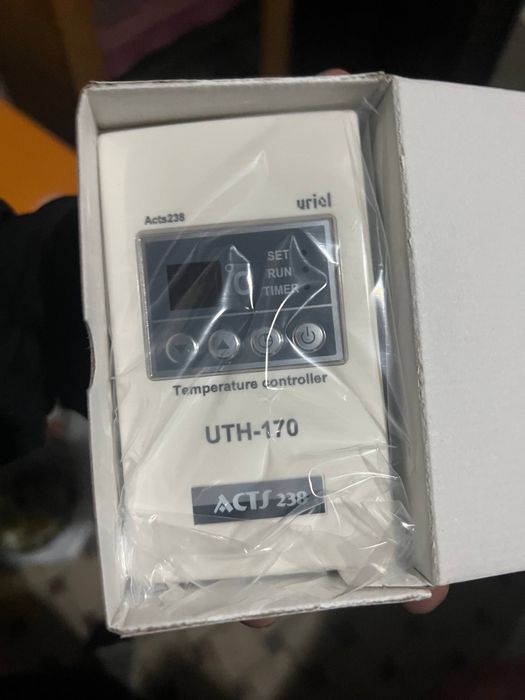 uriel
Acts238
°C
SET
RUN
TIMER
Temperature controller
UTH-170
ACTS 238